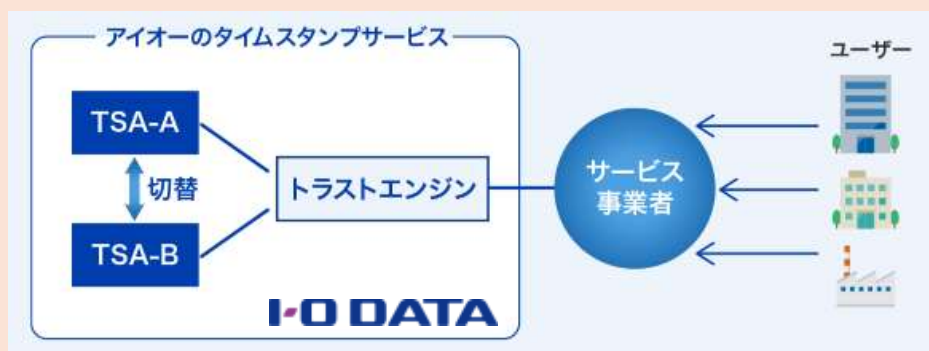 アイオーのタイムスタンプサービス
ユーザー
TSA-A
切替
TSA-B
トラストエンジン
サービス
事業者
I-O DATA